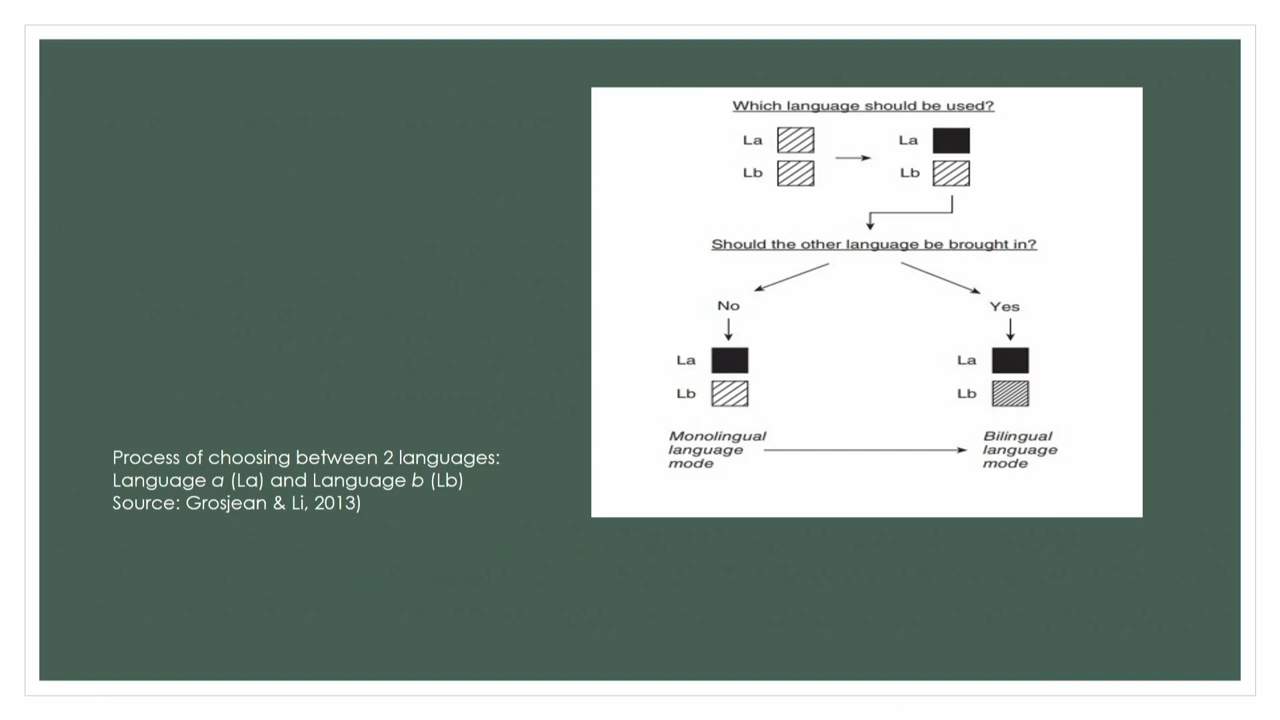 Which language should be used?
La
La
Lb
Lb
Should the other language be brought in?
No
Yes
La
La
Lb
Lb
Monolingual
language
mode
Bilingual
language
mode
Process of choosing between 2 languages:
Language a (La) and Language b (Lb)
Source: Grosjean & Li, 2013)